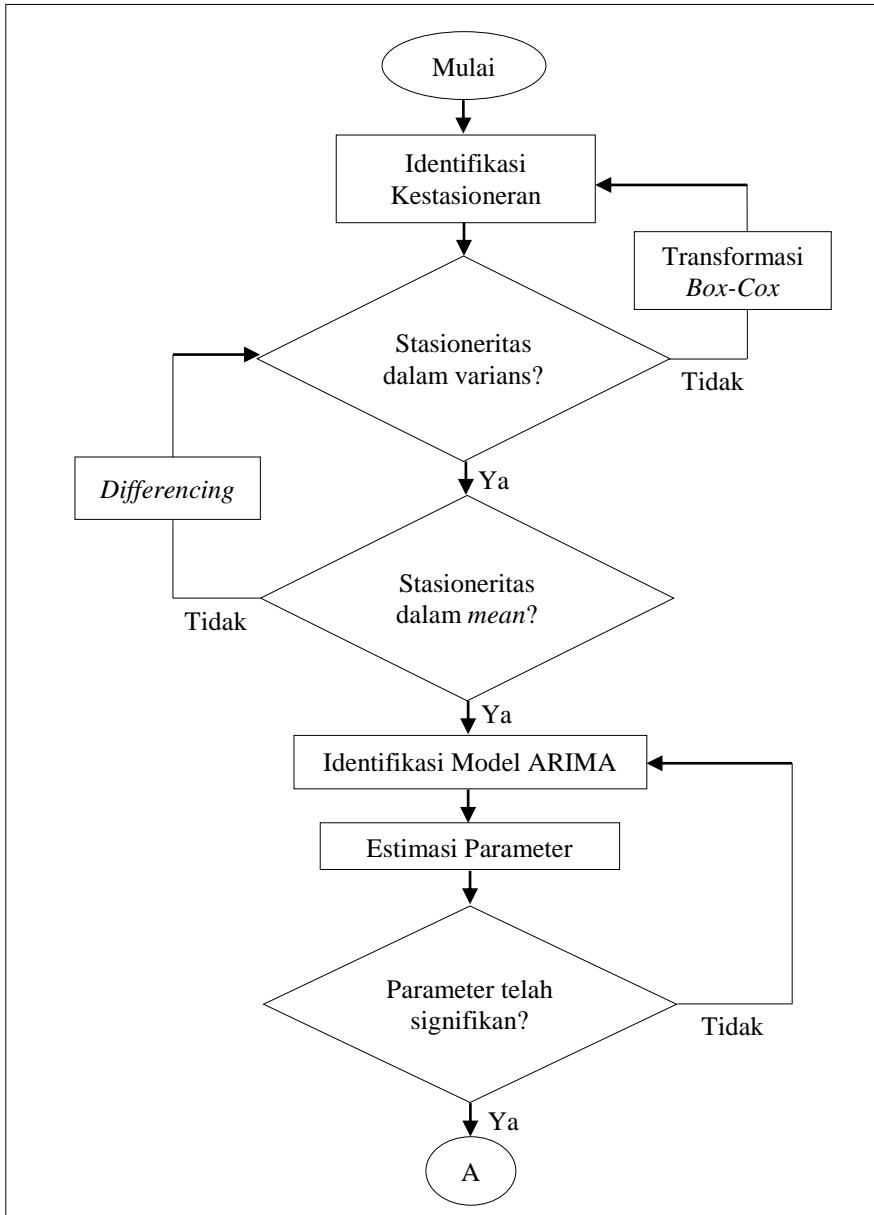 Mulai
Identifikasi
Kestasioneran
Transformasi
Box-Cox
Stasioneritas
dalam varians?
Tidak
Differencing
Ya
Stasioneritas
dalam mean?
Tidak
Ya
Identifikasi Model ARIMA
Estimasi Parameter
Parameter telah
signifikan?
Tidak
Ya
A